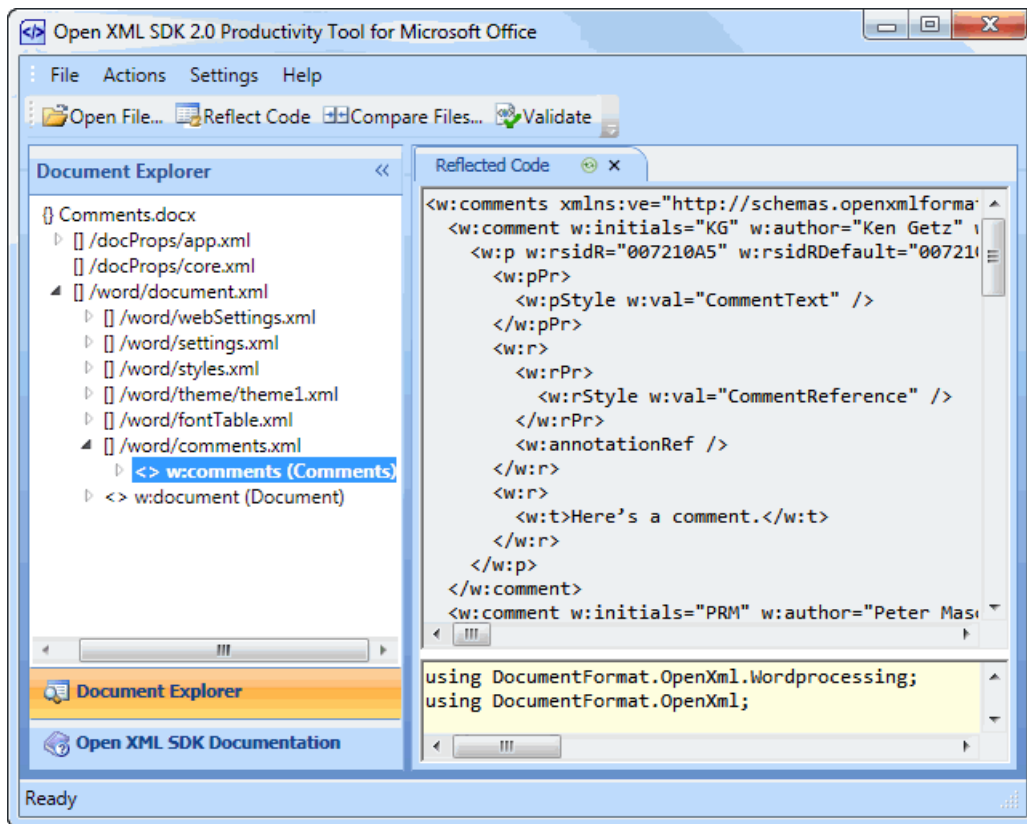 Open XML SDK 2.0 Productivity Tool for Microsoft Office
File Actions Settings Help
Open File... Reflect Code Compare Files... Validate
Document Explorer
{} Comments.docx
[] /docProps/app.xml
[] /docProps/core.xml
[] /word/document.xml
[] /word/webSettings.xml
[] /word/settings.xml
[] /word/styles.xml
[] /word/theme/theme1.xml
[] /word/fontTable.xml
[] /word/comments.xml
<> w:comments (Comments)
<> w:document (Document)
Document Explorer
Open XML SDK Documentation
Reflected Code
<w:comments xmlns:ve="http://schemas.openxmlformat
<w:comment w:initials="KG" w:author="Ken Getz" w
<w:p w:rsidR="007210A5" w:rsidRDefault="007210
<w:pPr>
<w:pStyle w:val="CommentText" />
</w:pPr>
<w:r>
<w:rPr>
<w:rStyle w:val="CommentReference" />
</w:rPr>
<w:annotationRef />
</w:r>
<w:r>
<w:t>Here’s a comment.</w:t>
</w:r>
</w:p>
</w:comment>
<w:comment w:initials="PRM" w:author="Peter Mas
using DocumentFormat.OpenXml.Wordprocessing;
using DocumentFormat.OpenXml;
Ready